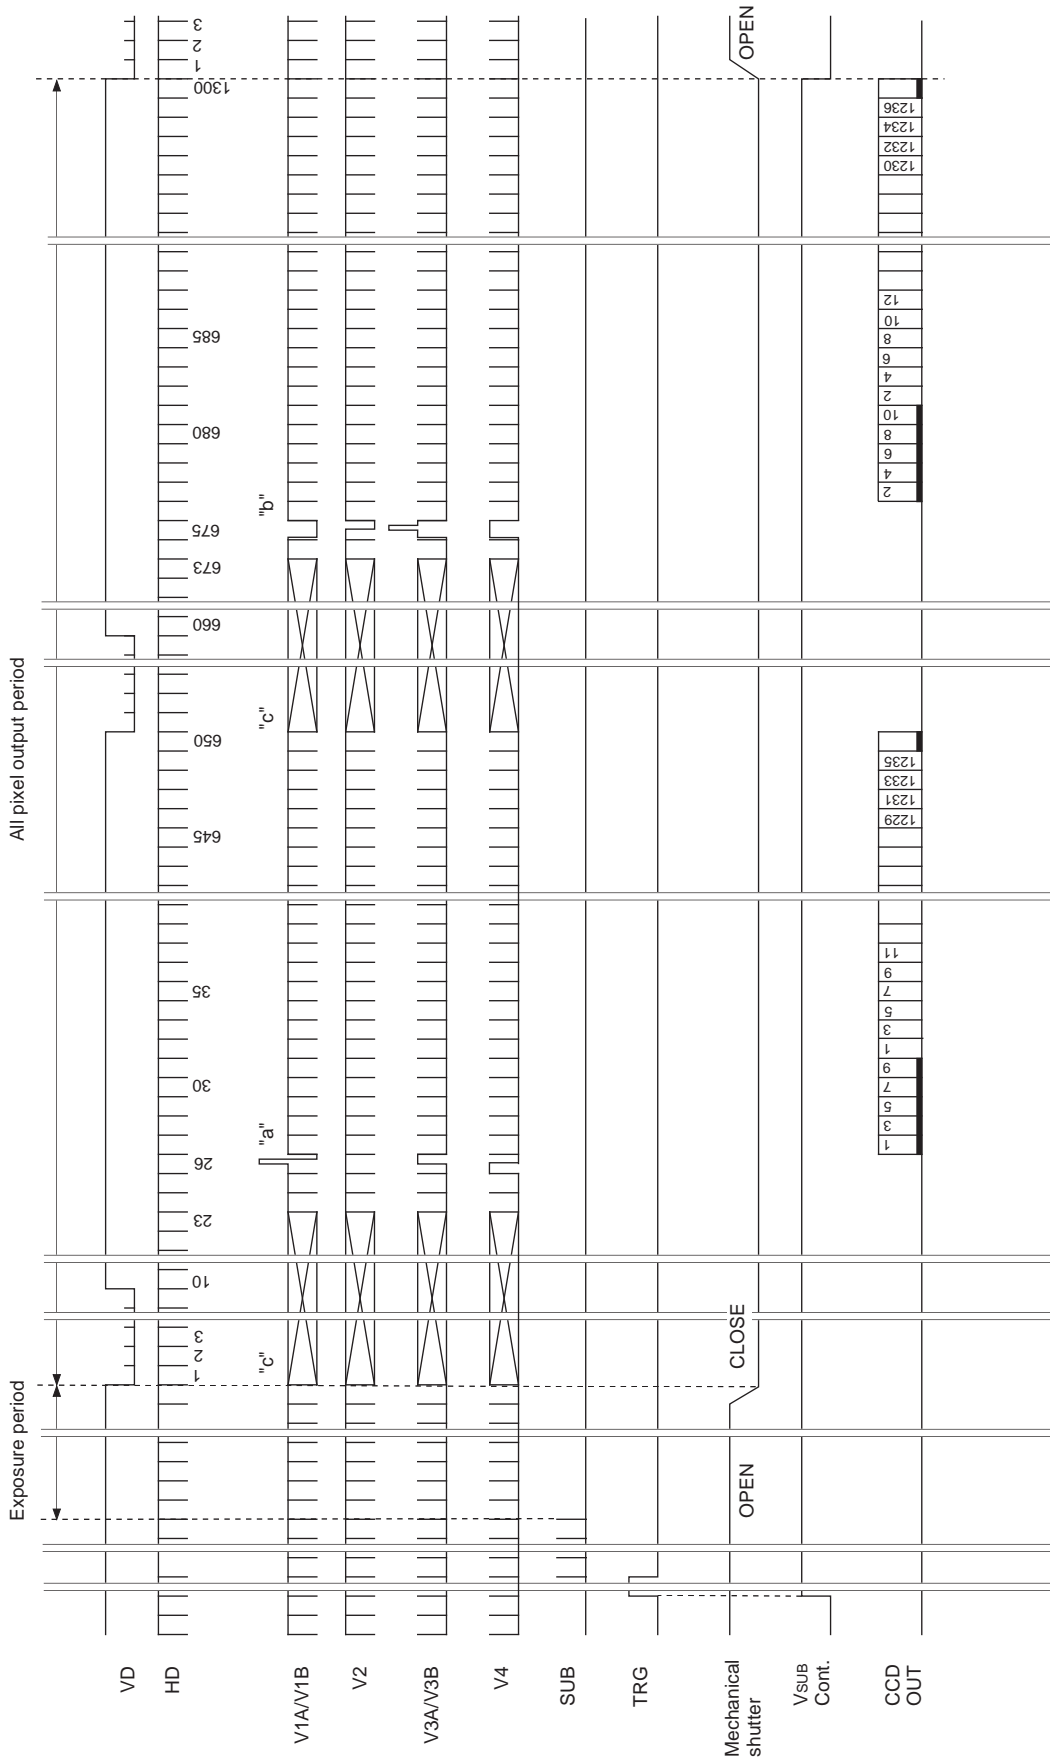 Exposure period
All pixel output period
VD
HD
1
2
3
10
23
26
30
35
645
650
660
673
675
680
685
1300
1
2
3
"c"
"a"
"c"
"b"
V1A/V1B
V2
V3A/V3B
V4
SUB
TRG
Mechanical
shutter
OPEN
CLOSE
OPEN
VSUB
Cont.
CCD
OUT
1
3
5
7
9
1
3
5
7
9
11
1229
1231
1233
1235
2
4
6
8
10
2
4
6
8
10
12
1230
1232
1234
1236